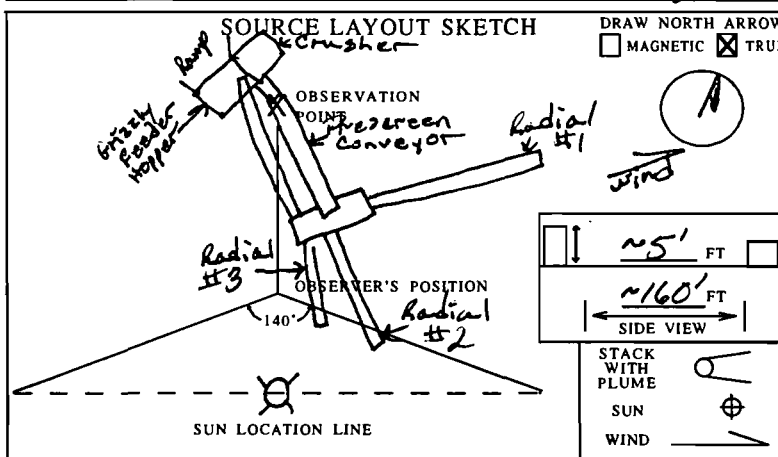 SOURCE LAYOUT SKETCH
DRAW NORTH ARROW
MAGNETIC TRU
Ramp
Crusher
Grizzly
Feeder
Hopper
OBSERVATION
POINT
screen
Conveyor
Radial
#1
Wind
Radial
#3
OBSERVER'S POSITION
140°
Radial
#2
~5' FT
~160' FT
SIDE VIEW
STACK
WITH
PLUME
SUN
WIND
SUN LOCATION LINE